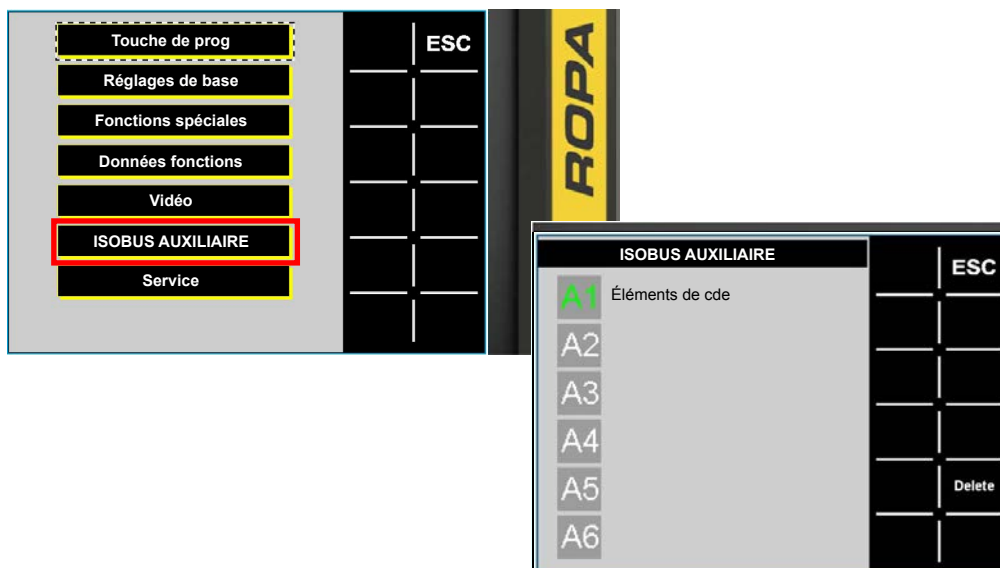 Touche de prog
ESC
Réglages de base
Fonctions spéciales
Données fonctions
Vidéo
ISOBUS AUXILIAIRE
Service
ROPA
ISOBUS AUXILIAIRE
ESC
A1 Éléments de cde
A2
A3
A4
A5
Delete
A6